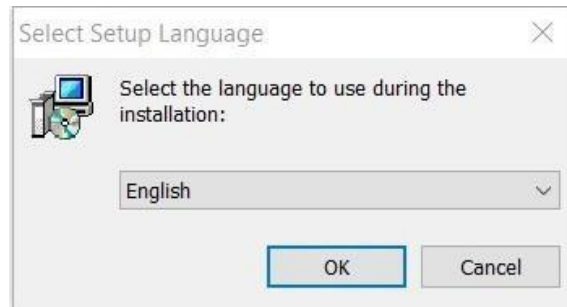 Select Setup Language
Select the language to use during the
installation:
English
OK
Cancel